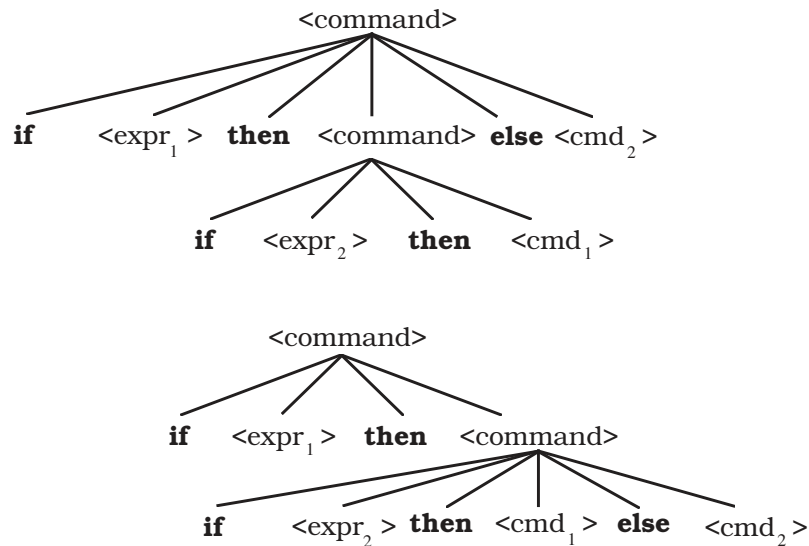 <command>
if <expr₁> then <command> else <cmd₂>
if <expr₂> then <cmd₁>
<command>
if <expr₁> then <command>
if <expr₂> then <cmd₁> else <cmd₂>